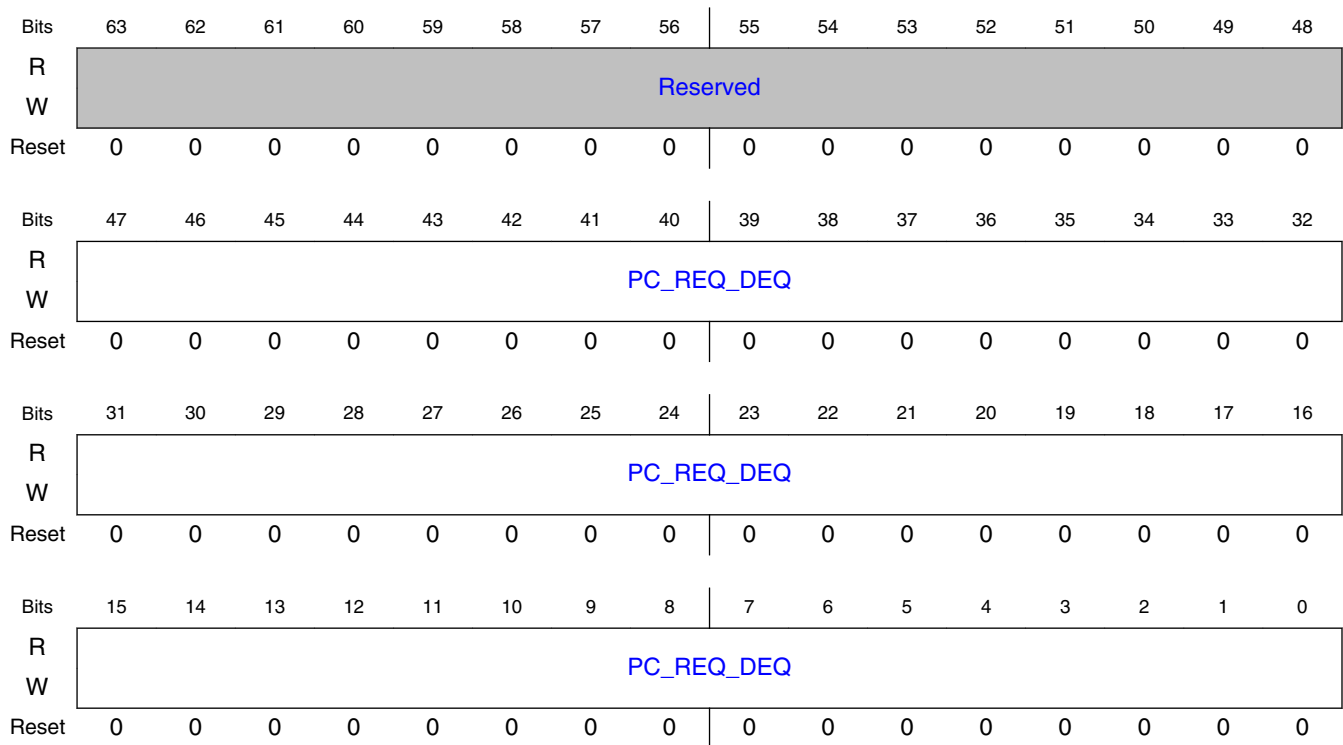 Bits 63 62 61 60 59 58 57 56 55 54 53 52 51 50 49 48
R
Reserved
W
Reset 0 0 0 0 0 0 0 0 0 0 0 0 0 0 0 0
Bits 47 46 45 44 43 42 41 40 39 38 37 36 35 34 33 32
R
PC_REQ_DEQ
W
Reset 0 0 0 0 0 0 0 0 0 0 0 0 0 0 0 0
Bits 31 30 29 28 27 26 25 24 23 22 21 20 19 18 17 16
R
PC_REQ_DEQ
W
Reset 0 0 0 0 0 0 0 0 0 0 0 0 0 0 0 0
Bits 15 14 13 12 11 10 9 8 7 6 5 4 3 2 1 0
R
PC_REQ_DEQ
W
Reset 0 0 0 0 0 0 0 0 0 0 0 0 0 0 0 0